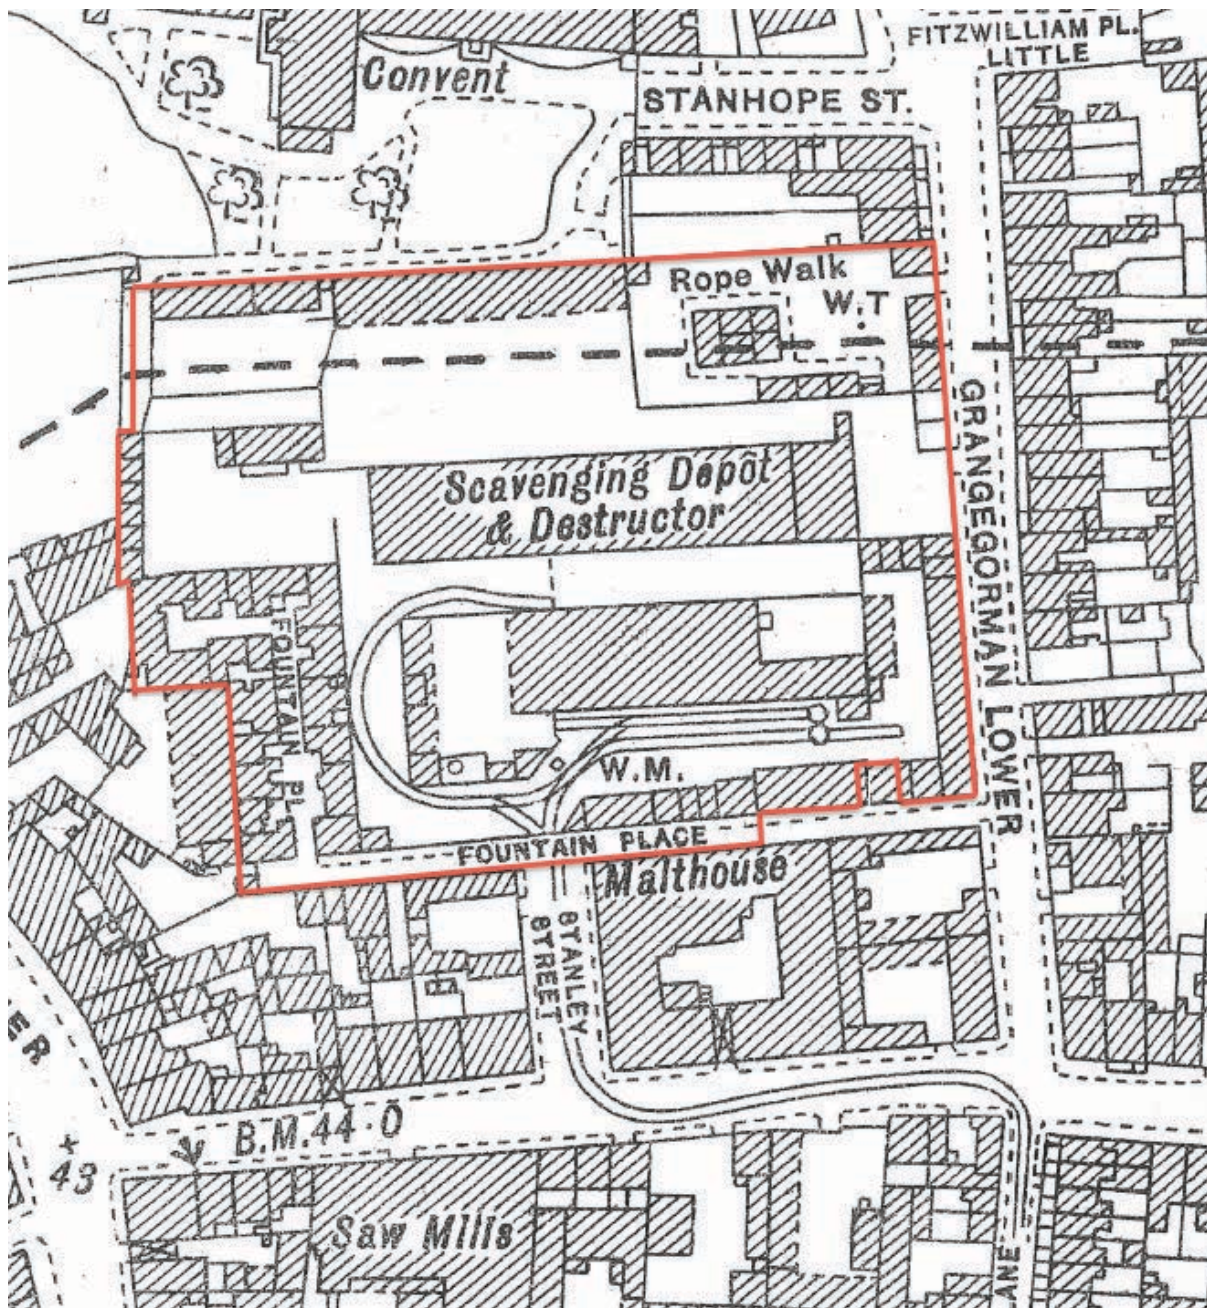 FITZWILLIAM PL.
LITTLE
Convent
STANHOPE ST.
Rope Walk
W.T
GRANGEGORMAN LOWER
Scavenging Depôt
& Destructor
FOUNTAIN PL.
W.M.
FOUNTAIN PLACE
Malthouse
STANLEY
STREET
ER
B.M. 44·0
43
Saw Mills
ANE